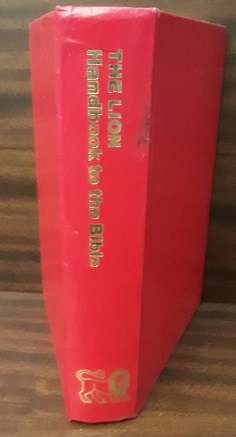 THE LION
Handbook to the Bible